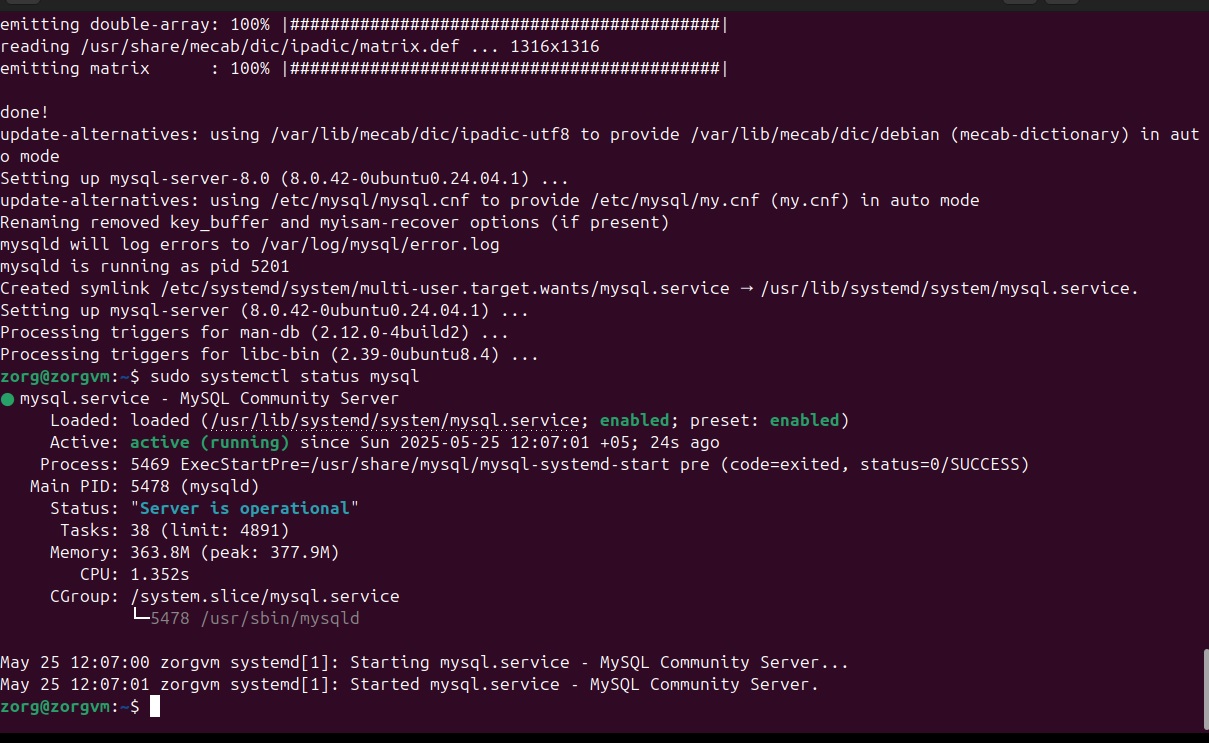 emitting double-array: 100% |###########################################|
reading /usr/share/mecab/dic/ipadic/matrix.def ... 1316x1316
emitting matrix      : 100% |###########################################|

done!
update-alternatives: using /var/lib/mecab/dic/ipadic-utf8 to provide /var/lib/mecab/dic/debian (mecab-dictionary) in aut
o mode
Setting up mysql-server-8.0 (8.0.42-0ubuntu0.24.04.1) ...
update-alternatives: using /etc/mysql/mysql.cnf to provide /etc/mysql/my.cnf (my.cnf) in auto mode
Renaming removed key_buffer and myisam-recover options (if present)
mysqld will log errors to /var/log/mysql/error.log
mysqld is running as pid 5201
Created symlink /etc/systemd/system/multi-user.target.wants/mysql.service → /usr/lib/systemd/system/mysql.service.
Setting up mysql-server (8.0.42-0ubuntu0.24.04.1) ...
Processing triggers for man-db (2.12.0-4build2) ...
Processing triggers for libc-bin (2.39-0ubuntu8.4) ...
zorg@zorgvm:~$ sudo systemctl status mysql
● mysql.service - MySQL Community Server
     Loaded: loaded (/usr/lib/systemd/system/mysql.service; enabled; preset: enabled)
     Active: active (running) since Sun 2025-05-25 12:07:01 +05; 24s ago
    Process: 5469 ExecStartPre=/usr/share/mysql/mysql-systemd-start pre (code=exited, status=0/SUCCESS)
   Main PID: 5478 (mysqld)
     Status: "Server is operational"
      Tasks: 38 (limit: 4891)
     Memory: 363.8M (peak: 377.9M)
        CPU: 1.352s
     CGroup: /system.slice/mysql.service
             └─5478 /usr/sbin/mysqld

May 25 12:07:00 zorgvm systemd[1]: Starting mysql.service - MySQL Community Server...
May 25 12:07:01 zorgvm systemd[1]: Started mysql.service - MySQL Community Server.
zorg@zorgvm:~$